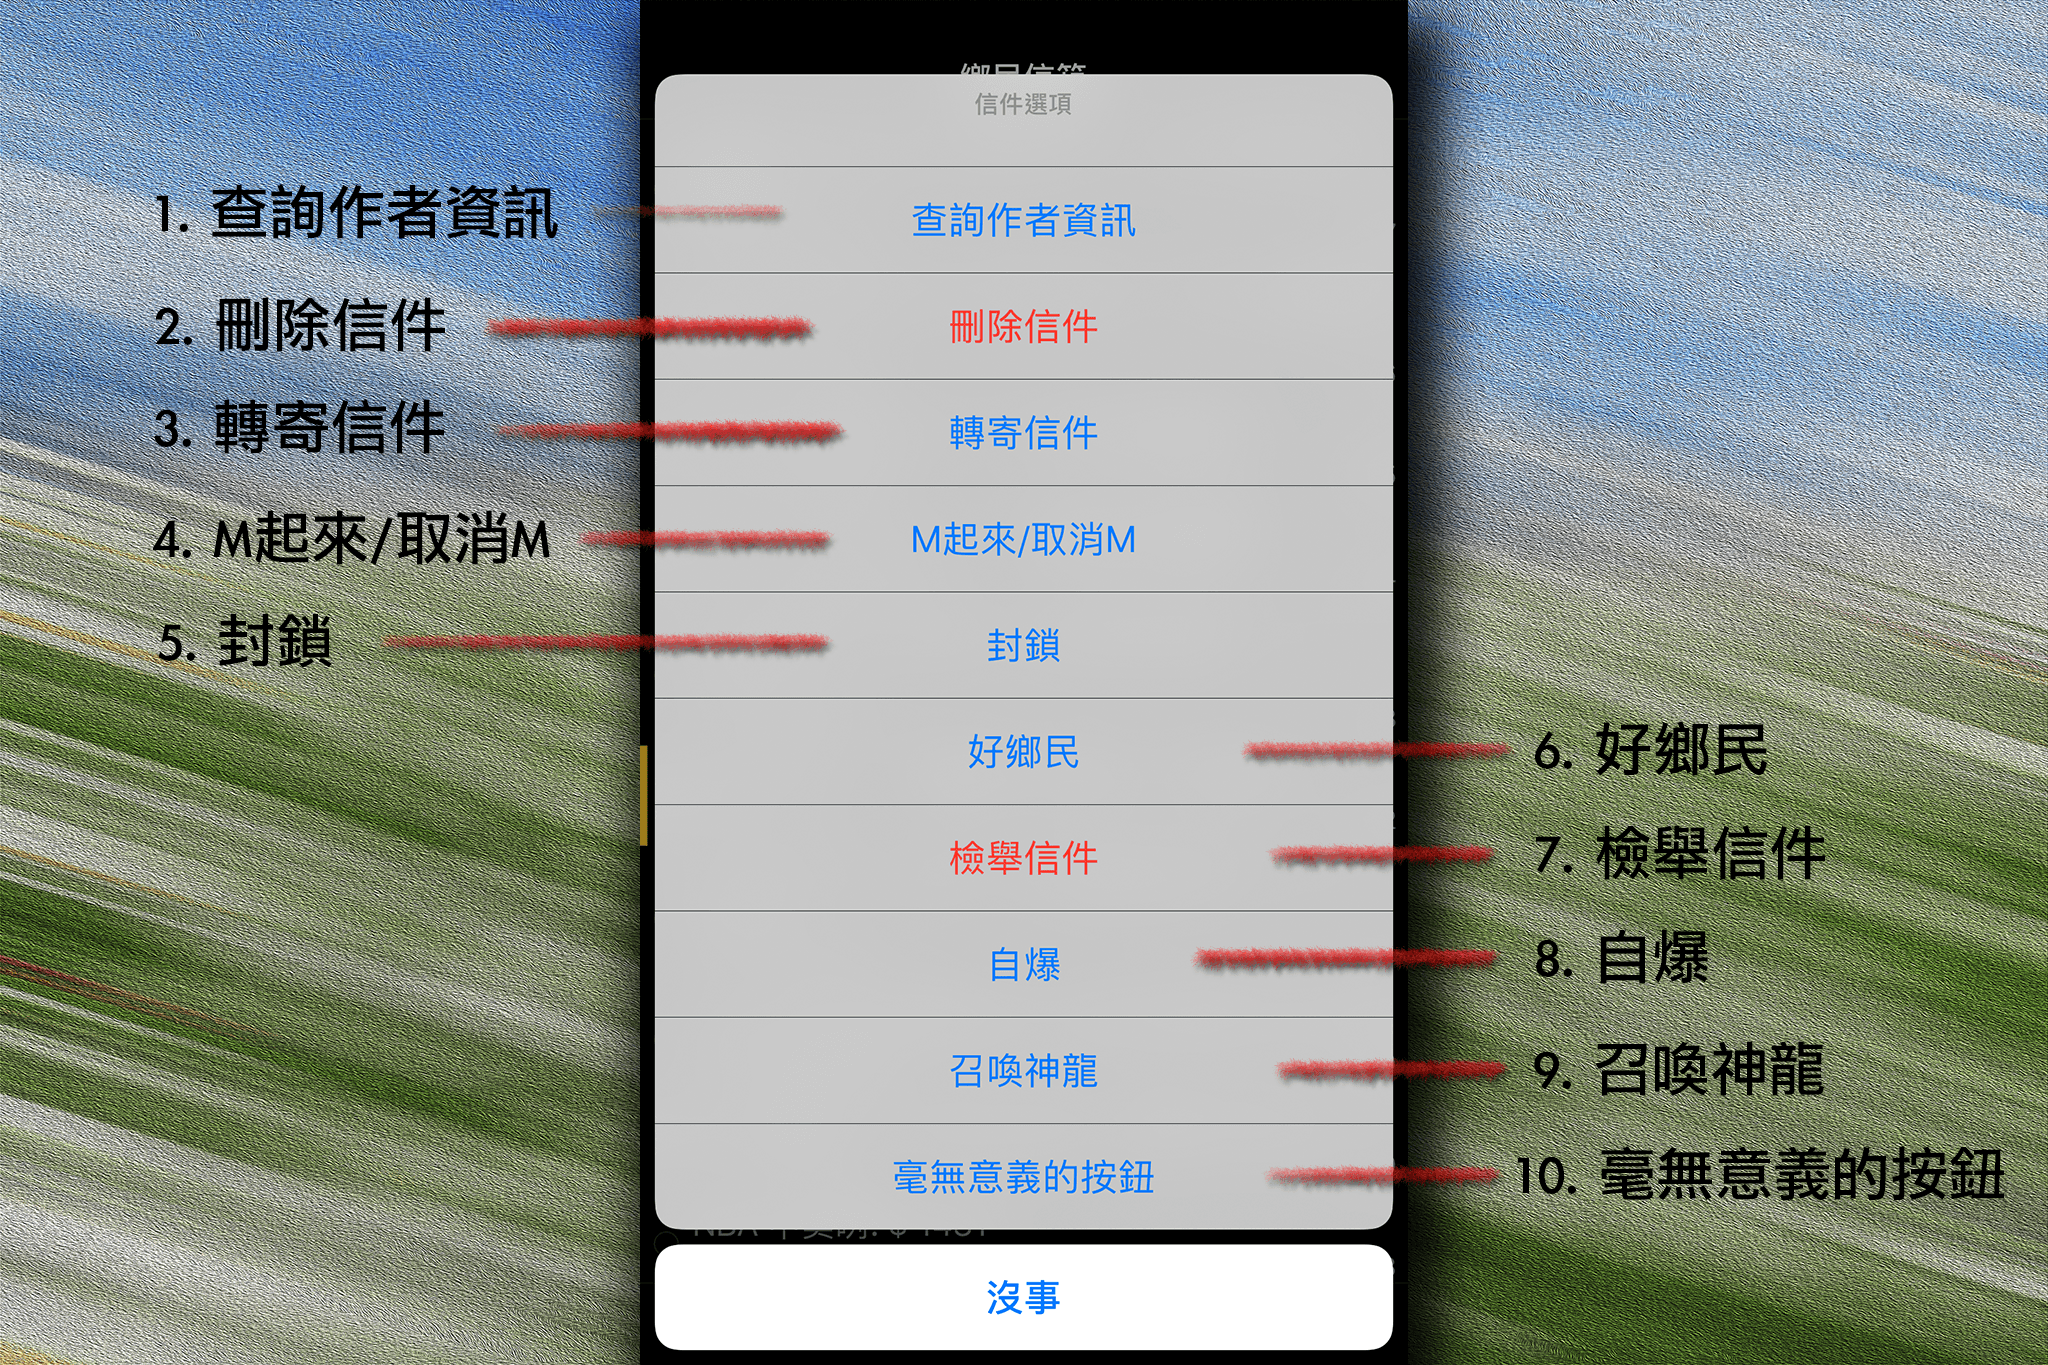 鄉民信箱
信件選項
1. 查詢作者資訊
查詢作者資訊
2. 刪除信件
刪除信件
3. 轉寄信件
轉寄信件
4. M起來/取消M
M起來/取消M
5. 封鎖
封鎖
好鄉民
6. 好鄉民
檢舉信件
7. 檢舉信件
自爆
8. 自爆
召喚神龍
9. 召喚神龍
毫無意義的按鈕
10. 毫無意義的按鈕
沒事